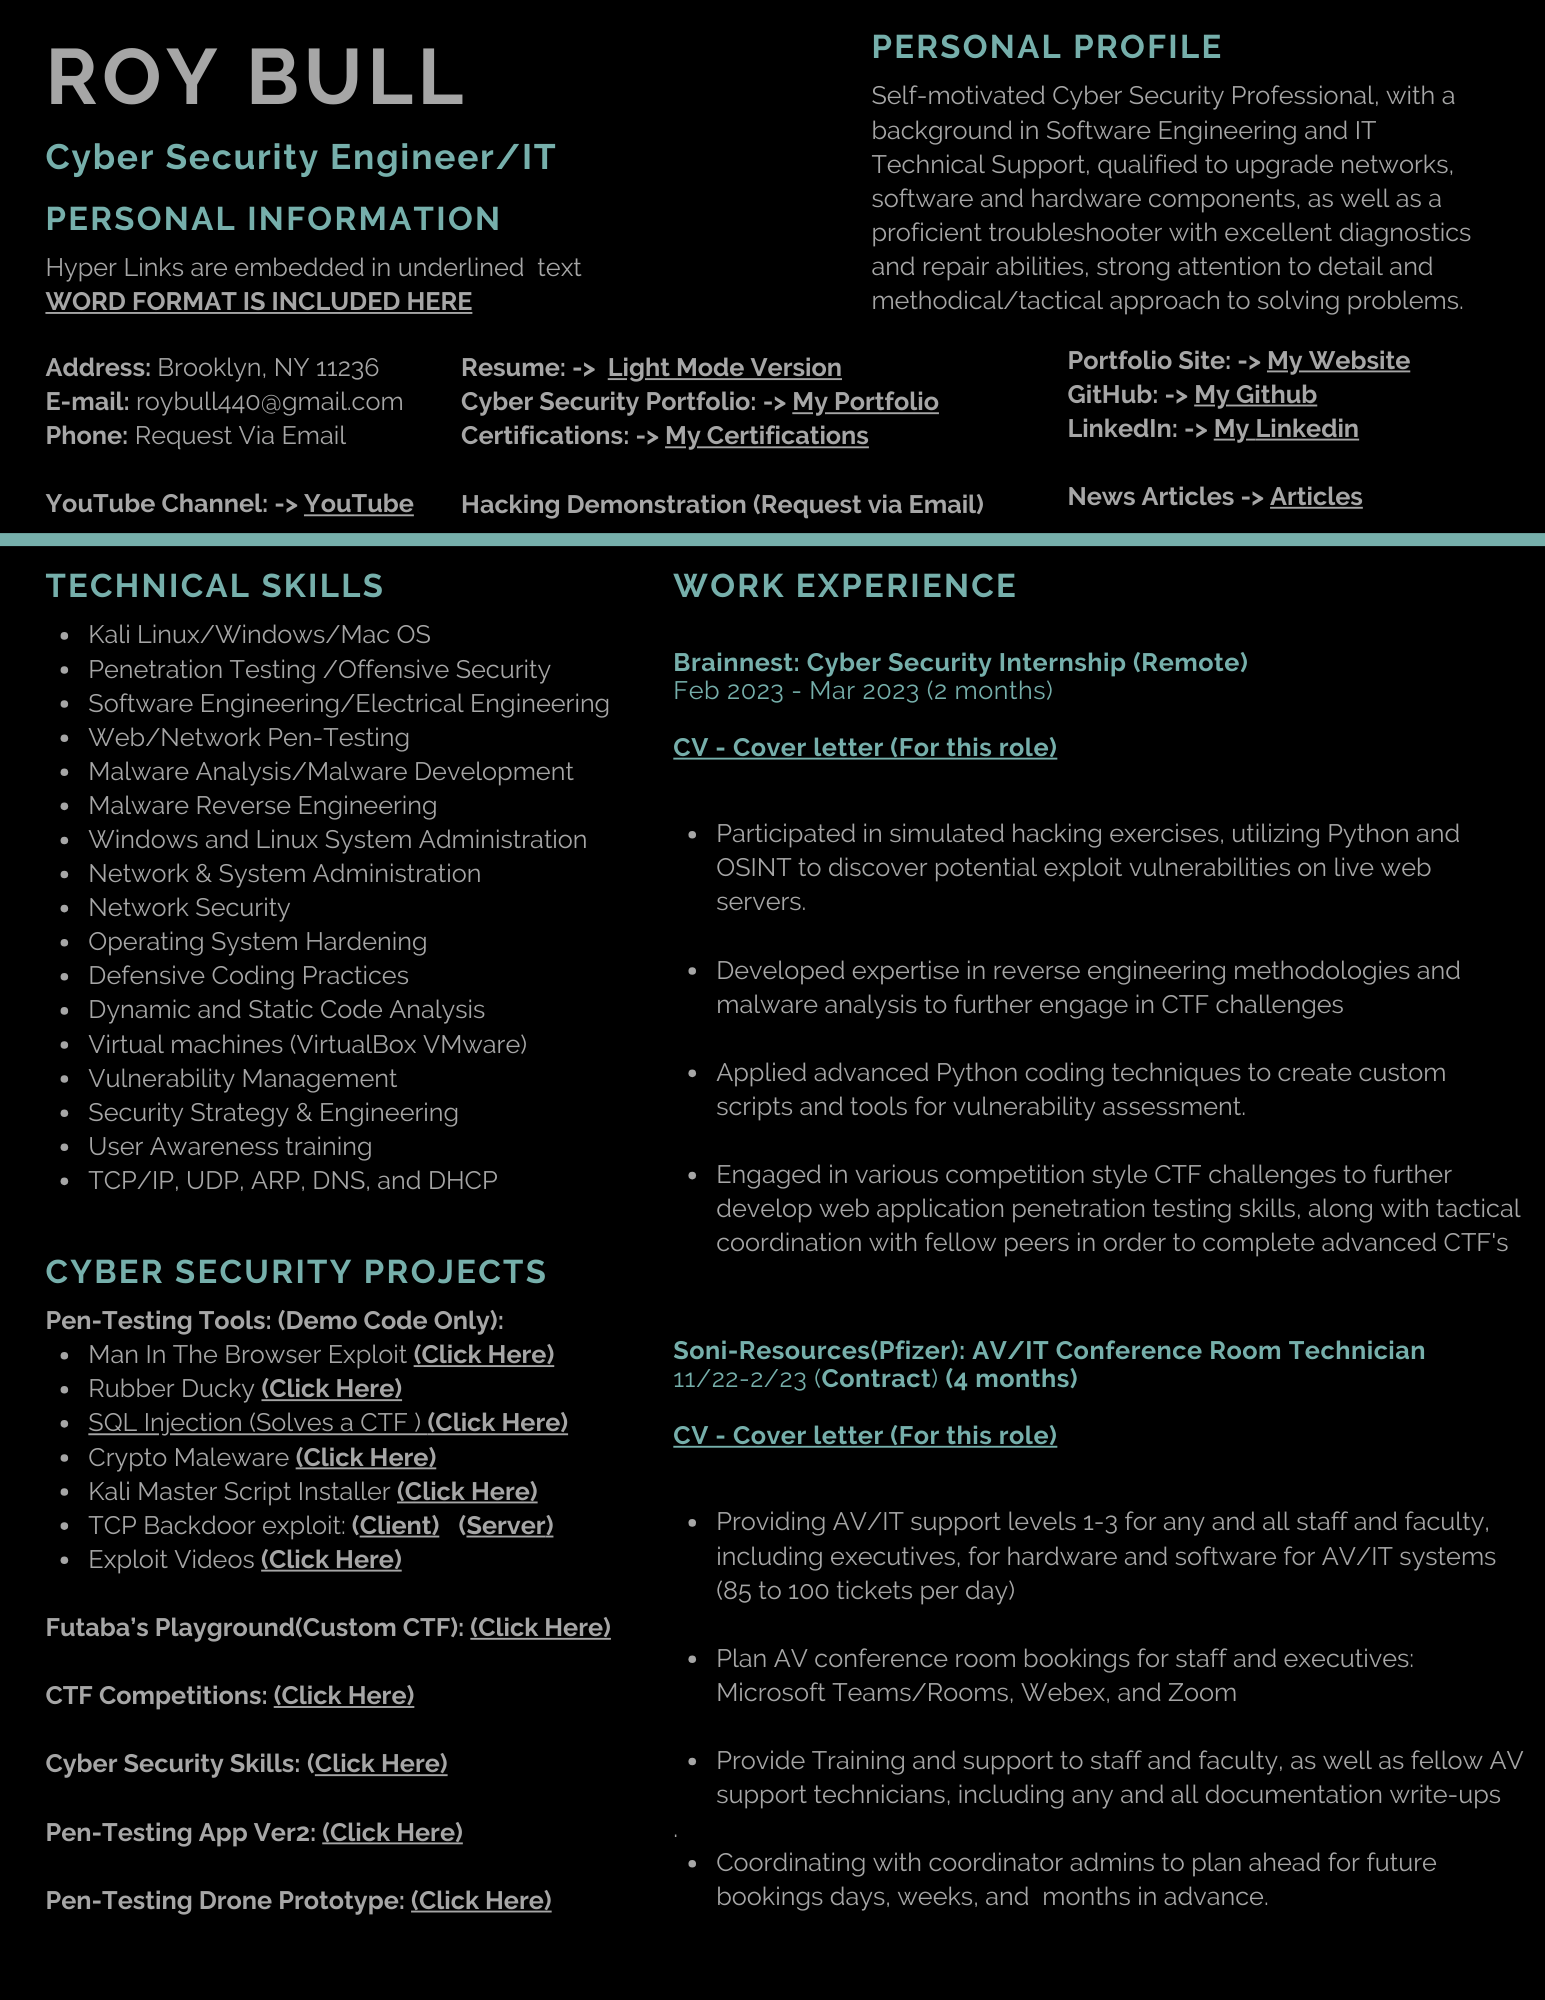 ROY BULL
Cyber Security Engineer/IT
PERSONAL INFORMATION
Hyper Links are embedded in underlined  text
WORD FORMAT IS INCLUDED HERE
PERSONAL PROFILE
Self-motivated Cyber Security Professional, with a
background in Software Engineering and IT
Technical Support, qualified to upgrade networks,
software and hardware components, as well as a
proficient troubleshooter with excellent diagnostics
and repair abilities, strong attention to detail and
methodical/tactical approach to solving problems.
Address: Brooklyn, NY 11236
E-mail: roybull440@gmail.com
Phone: Request Via Email
YouTube Channel: -> YouTube
Resume: ->  Light Mode Version
Cyber Security Portfolio: -> My Portfolio
Certifications: -> My Certifications
Hacking Demonstration (Request via Email)
Portfolio Site: -> My Website
GitHub: -> My Github
LinkedIn: -> My Linkedin
News Articles -> Articles
TECHNICAL SKILLS
• Kali Linux/Windows/Mac OS
• Penetration Testing /Offensive Security
• Software Engineering/Electrical Engineering
• Web/Network Pen-Testing
• Malware Analysis/Malware Development
• Malware Reverse Engineering
• Windows and Linux System Administration
• Network & System Administration
• Network Security
• Operating System Hardening
• Defensive Coding Practices
• Dynamic and Static Code Analysis
• Virtual machines (VirtualBox VMware)
• Vulnerability Management
• Security Strategy & Engineering
• User Awareness training
• TCP/IP, UDP, ARP, DNS, and DHCP
CYBER SECURITY PROJECTS
Pen-Testing Tools: (Demo Code Only):
• Man In The Browser Exploit (Click Here)
• Rubber Ducky (Click Here)
• SQL Injection (Solves a CTF ) (Click Here)
• Crypto Maleware (Click Here)
• Kali Master Script Installer (Click Here)
• TCP Backdoor exploit: (Client)   (Server)
• Exploit Videos (Click Here)
Futaba’s Playground(Custom CTF): (Click Here)
CTF Competitions: (Click Here)
Cyber Security Skills: (Click Here)
Pen-Testing App Ver2: (Click Here)
Pen-Testing Drone Prototype: (Click Here)
WORK EXPERIENCE
Brainnest: Cyber Security Internship (Remote)
Feb 2023 - Mar 2023 (2 months)
CV - Cover letter (For this role)
• Participated in simulated hacking exercises, utilizing Python and
OSINT to discover potential exploit vulnerabilities on live web
servers.
• Developed expertise in reverse engineering methodologies and
malware analysis to further engage in CTF challenges
• Applied advanced Python coding techniques to create custom
scripts and tools for vulnerability assessment.
• Engaged in various competition style CTF challenges to further
develop web application penetration testing skills, along with tactical
coordination with fellow peers in order to complete advanced CTF's
Soni-Resources(Pfizer): AV/IT Conference Room Technician
11/22-2/23 (Contract) (4 months)
CV - Cover letter (For this role)
• Providing AV/IT support levels 1-3 for any and all staff and faculty,
including executives, for hardware and software for AV/IT systems
(85 to 100 tickets per day)
• Plan AV conference room bookings for staff and executives:
Microsoft Teams/Rooms, Webex, and Zoom
• Provide Training and support to staff and faculty, as well as fellow AV
support technicians, including any and all documentation write-ups
.
• Coordinating with coordinator admins to plan ahead for future
bookings days, weeks, and  months in advance.